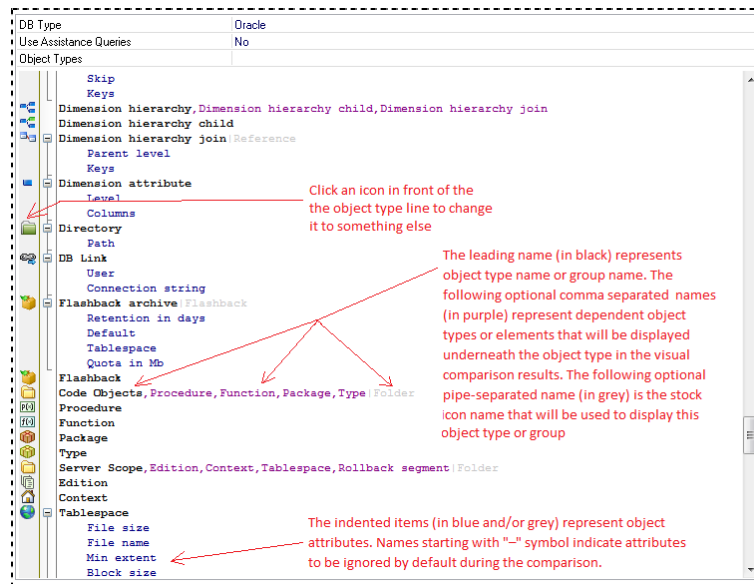 DB Type Oracle
Use Assistance Queries No
Object Types
Skip
Keys
Dimension hierarchy,Dimension hierarchy child,Dimension hierarchy join
Dimension hierarchy child
Dimension hierarchy join|Reference
Parent level
Keys
Dimension attribute
Level
Columns
Directory
Path
DB Link
User
Connection string
Flashback archive|Flashback
Retention in days
Default
Tablespace
Quota in Mb
Flashback
Code Objects,Procedure,Function,Package,Type|Folder
P(·) Procedure
f(·) Function
Package
Type
Server Scope,Edition,Context,Tablespace,Rollback segment|Folder
Edition
Context
Tablespace
File size
File name
Min extent
Block size
Click an icon in front of the
the object type line to change
it to something else
The leading name (in black) represents
object type name or group name. The
following optional comma separated names
(in purple) represent dependent object
types or elements that will be displayed
underneath the object type in the visual
comparison results. The following optional
pipe-separated name (in grey) is the stock
icon name that will be used to display this
object type or group
The indented items (in blue and/or grey) represent object
attributes. Names starting with "–" symbol indicate attributes
to be ignored by default during the comparison.